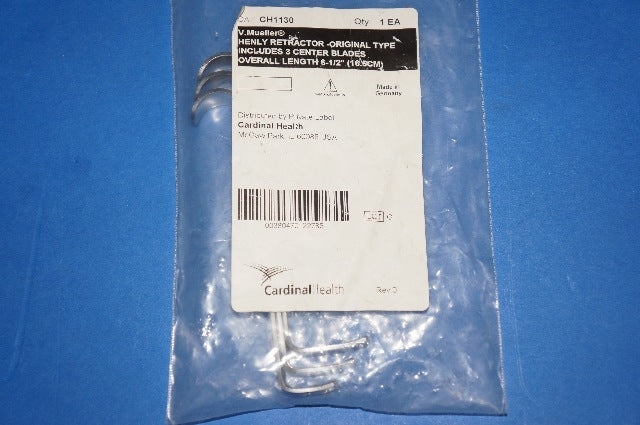 CH1130 Qty 1 EA
V.Mueller®
HENLY RETRACTOR -ORIGINAL TYPE
INCLUDES 3 CENTER BLADES
OVERALL LENGTH 6-1/2" (16.5CM)
Made in
Germany
Distributed by Private Label
Cardinal Health
McGaw Park, IL 60085 USA
CardinalHealth
Rev